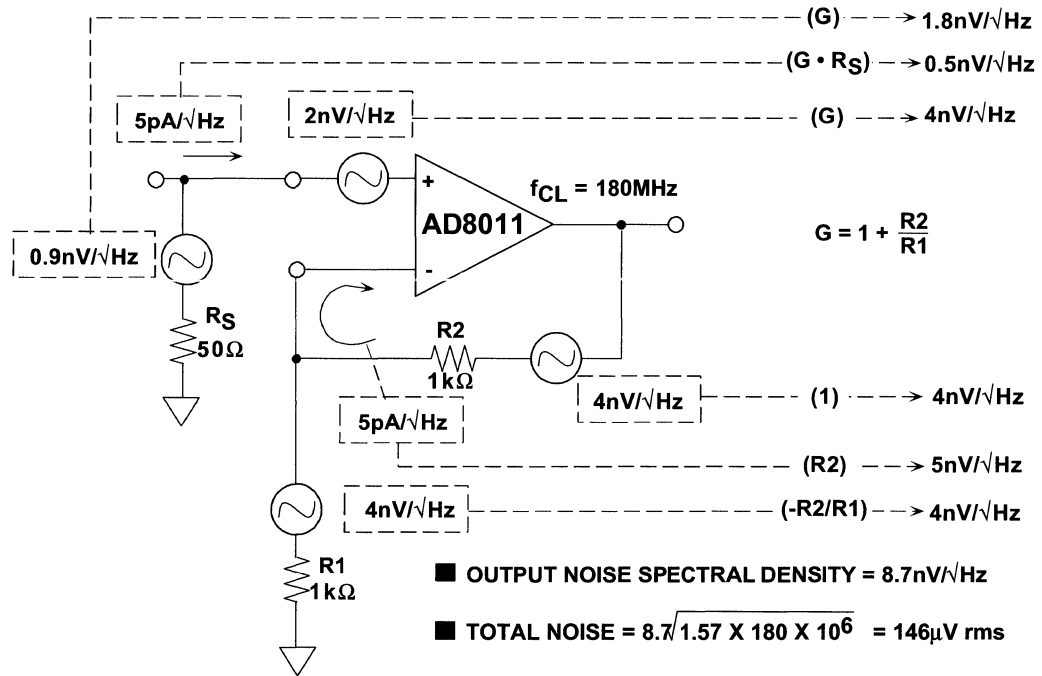 (G) 1.8nV/√Hz
(G • RS) 0.5nV/√Hz
5pA/√Hz
2nV/√Hz
(G) 4nV/√Hz
+
fCL = 180MHz
AD8011
G = 1 + R2
R1
0.9nV/√Hz
-
RS
50Ω
R2
1kΩ
4nV/√Hz
(1) 4nV/√Hz
5pA/√Hz
(R2) 5nV/√Hz
4nV/√Hz
(-R2/R1) 4nV/√Hz
R1
1kΩ
■ OUTPUT NOISE SPECTRAL DENSITY = 8.7nV/√Hz
■ TOTAL NOISE = 8.7√1.57 X 180 X 10⁶ = 146μV rms